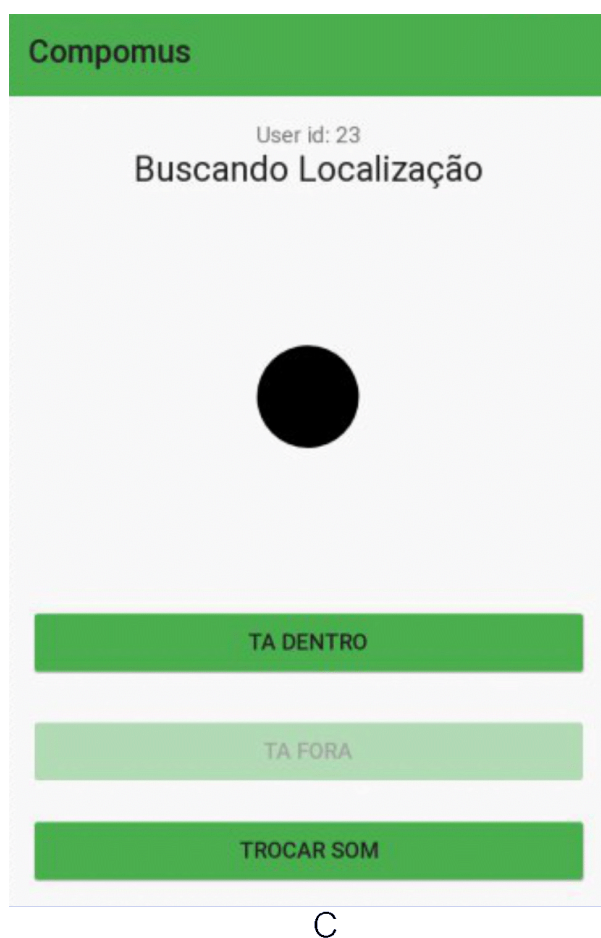 Compomus
User id: 23
Buscando Localização
TA DENTRO
TA FORA
TROCAR SOM
C